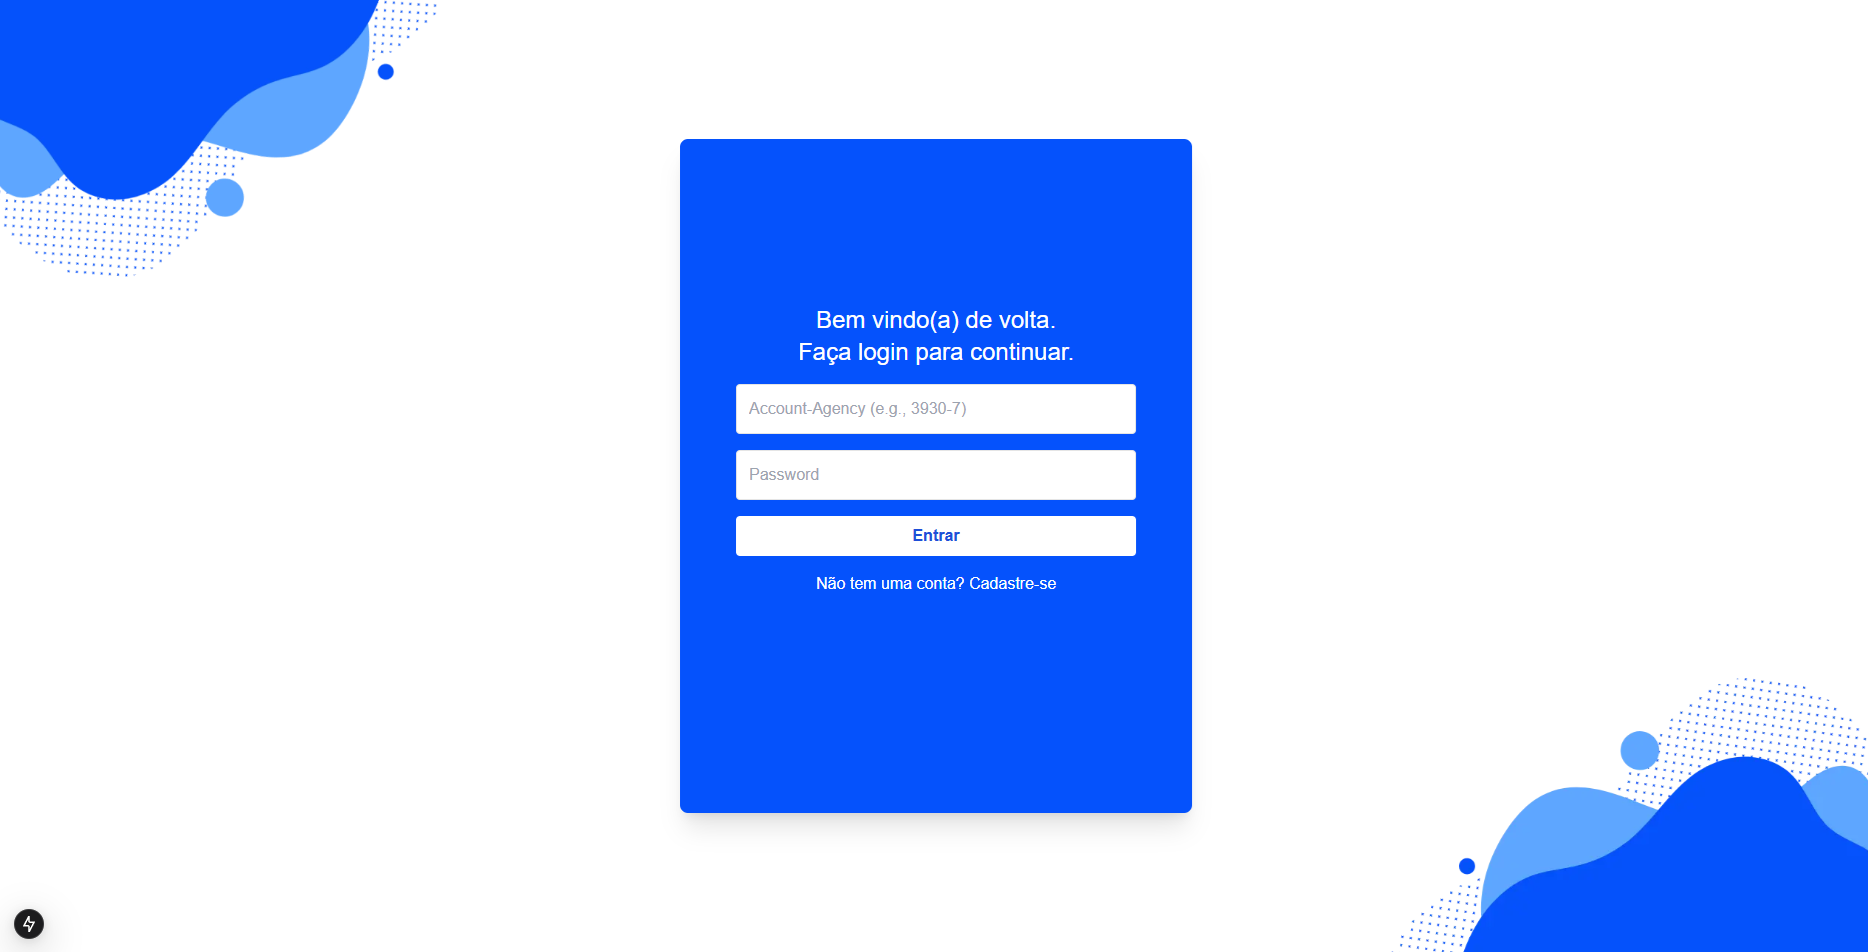 Bem vindo(a) de volta.
Faça login para continuar.
Account-Agency (e.g., 3930-7)
Password
Entrar
Não tem uma conta? Cadastre-se